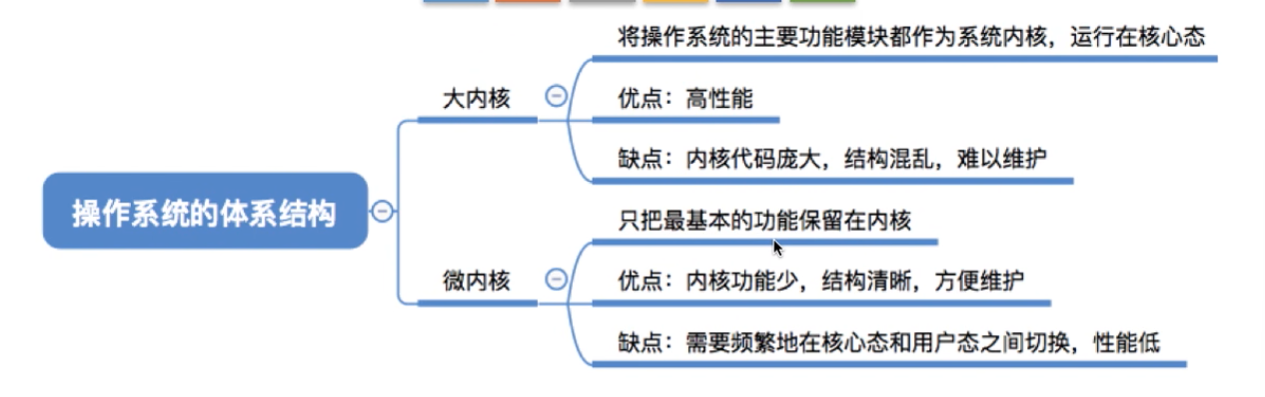 将操作系统的主要功能模块都作为系统内核，运行在核心态
大内核
优点：高性能
缺点：内核代码庞大，结构混乱，难以维护
操作系统的体系结构
只把最基本的功能保留在内核
微内核
优点：内核功能少，结构清晰，方便维护
缺点：需要频繁地在核心态和用户态之间切换，性能低